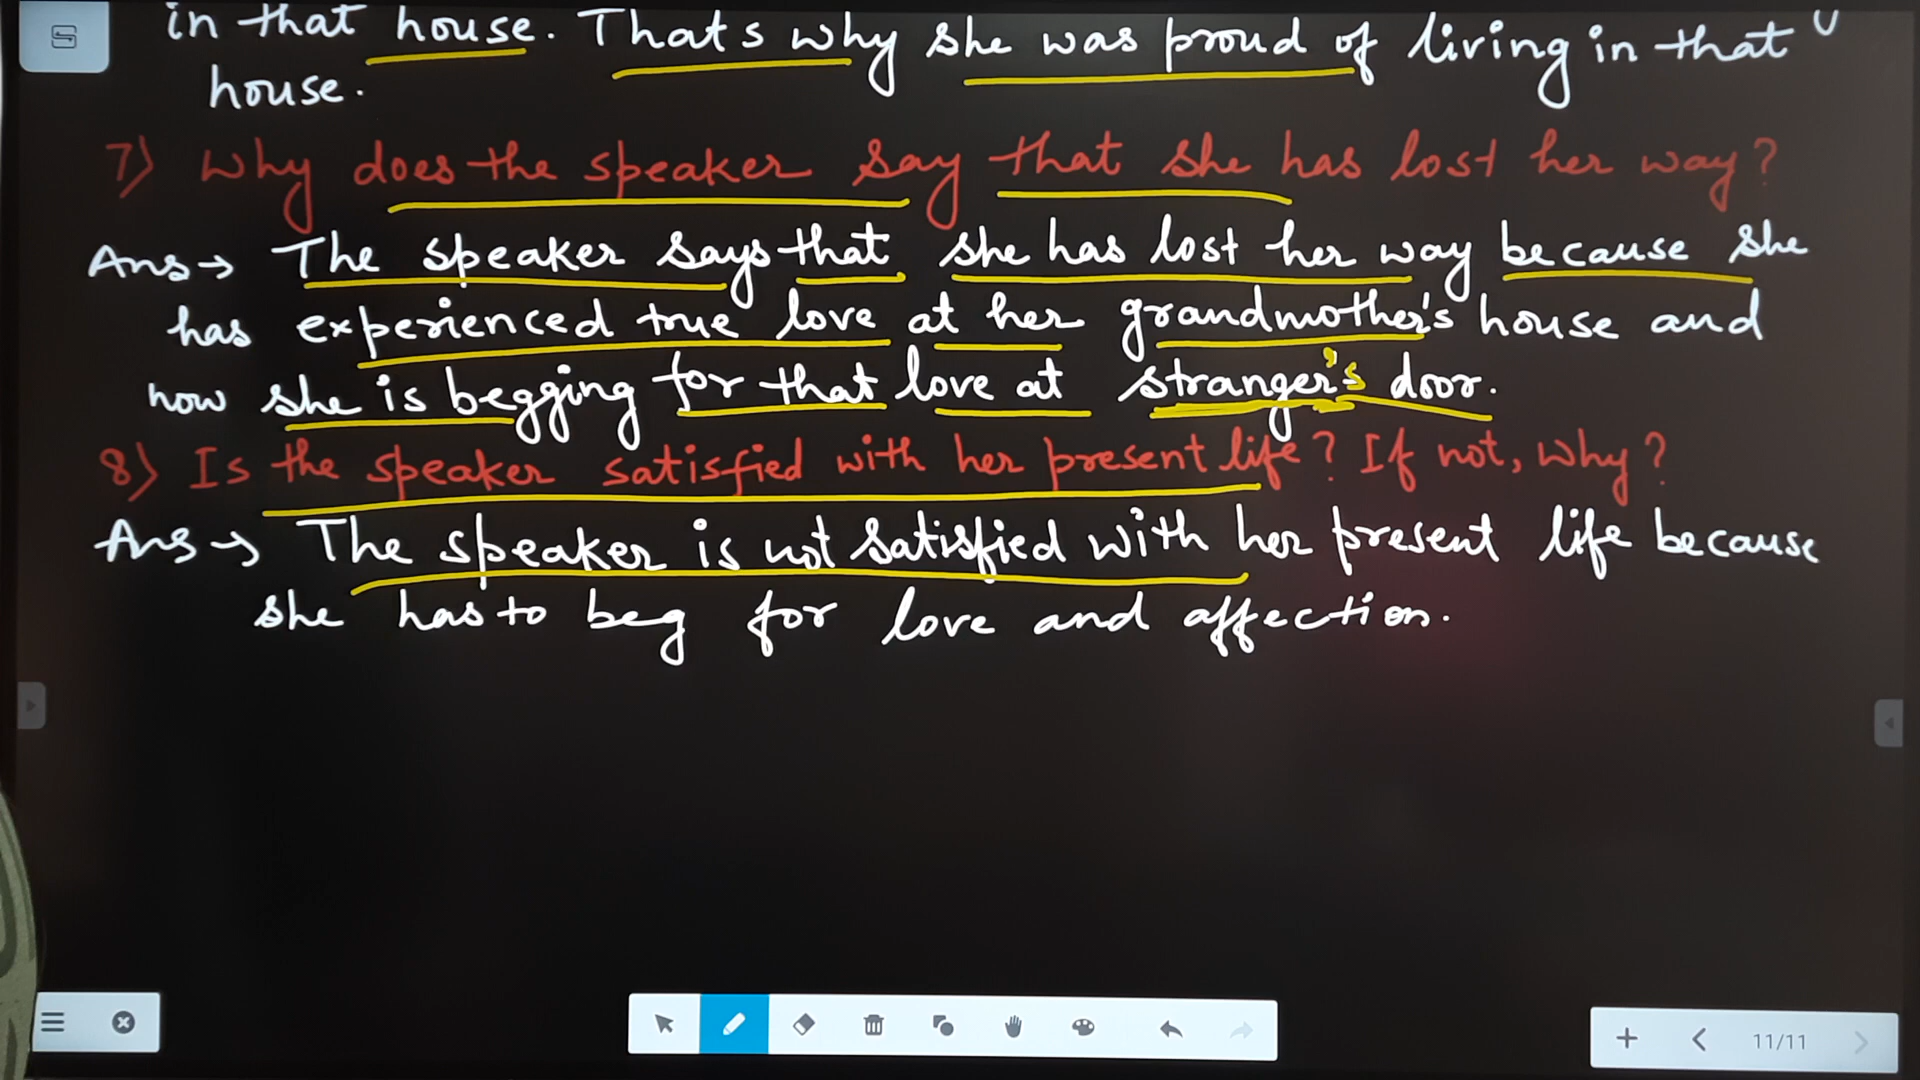 in that house. That's why she was proud of living in that
house.
7) Why does the speaker say that she has lost her way?
Ans→ The speaker says that she has lost her way because she
has experienced true love at her grandmother's house and
now she is begging for that love at stranger's door.
8) Is the speaker satisfied with her present life? If not, why?
Ans→ The speaker is not satisfied with her present life because
she has to beg for love and affection.
11/11